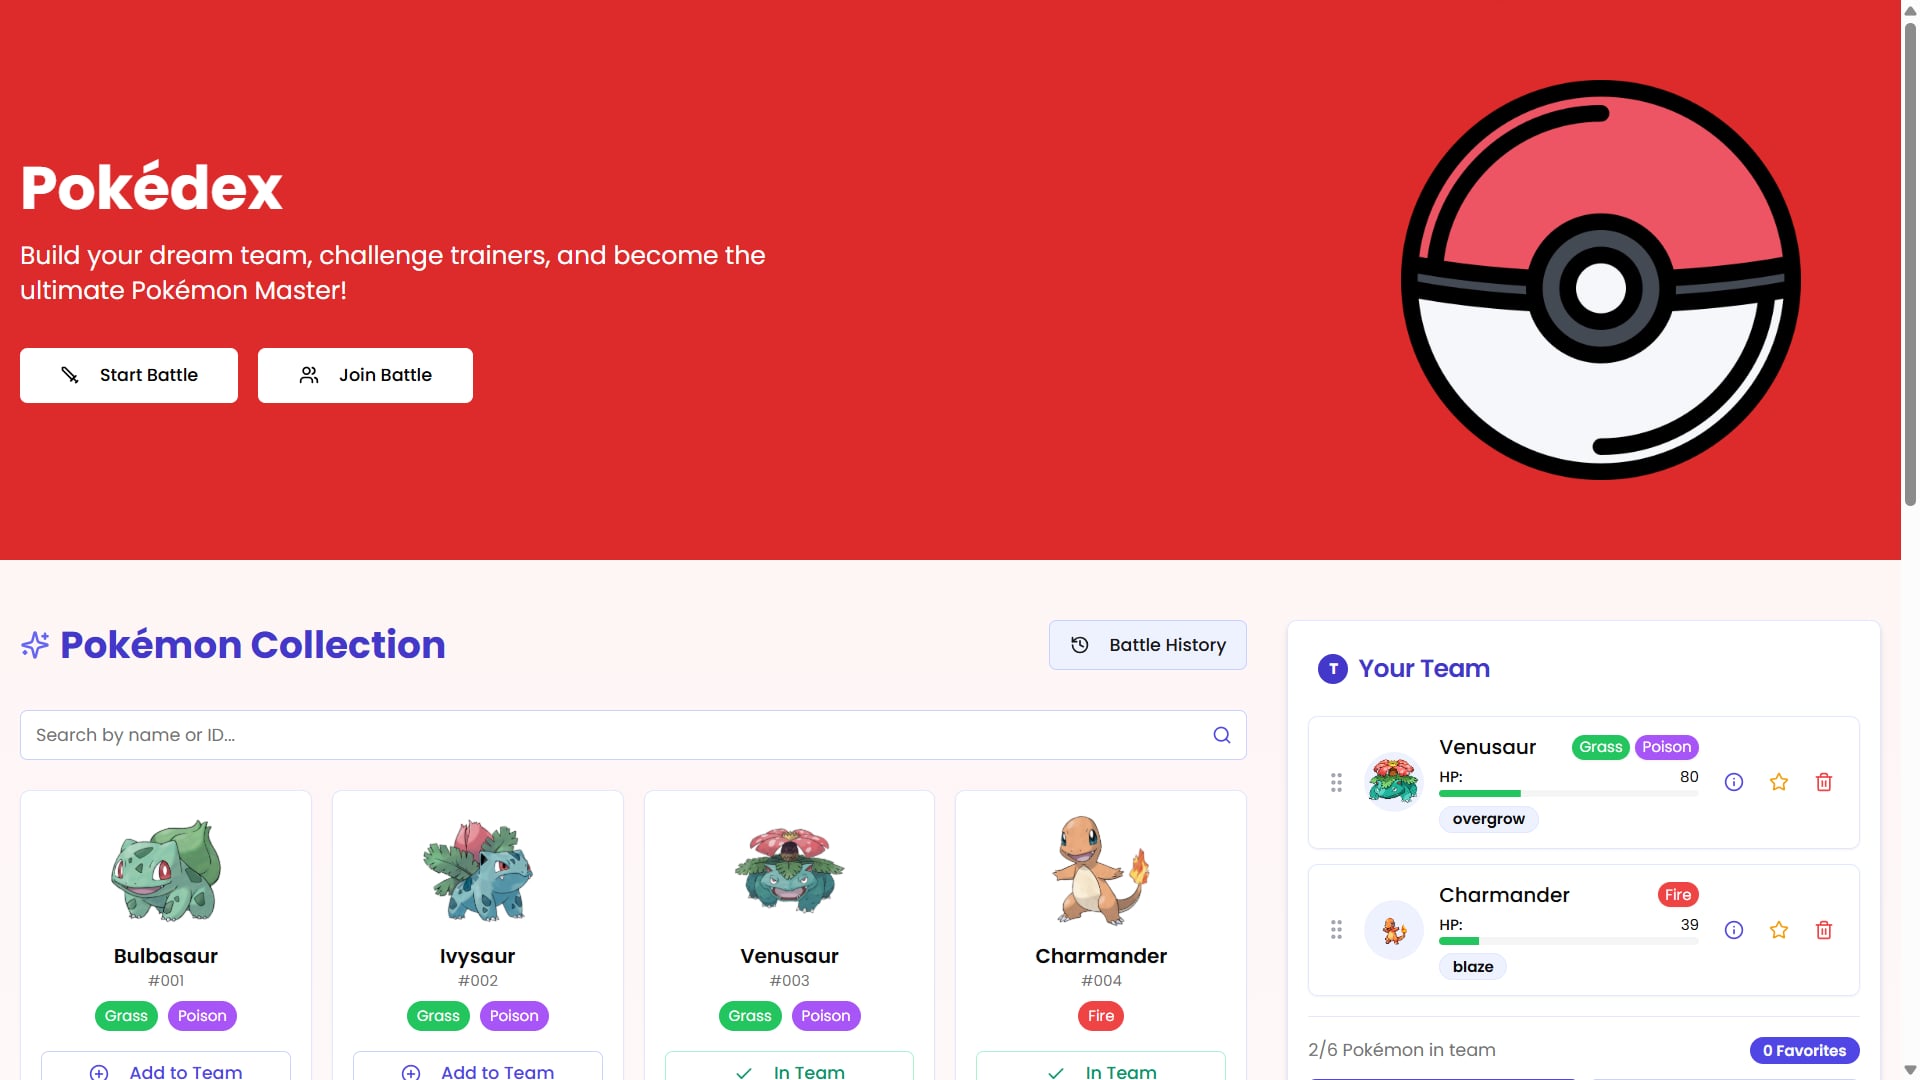 Pokédex
Build your dream team, challenge trainers, and become the
ultimate Pokémon Master!
Start Battle
Join Battle
Pokémon Collection
Battle History
Search by name or ID...
Bulbasaur
#001
Grass Poison
Add to Team
Ivysaur
#002
Grass Poison
Add to Team
Venusaur
#003
Grass Poison
In Team
Charmander
#004
Fire
In Team
T Your Team
Venusaur Grass Poison
HP: 80
overgrow
Charmander Fire
HP: 39
blaze
2/6 Pokémon in team
0 Favorites